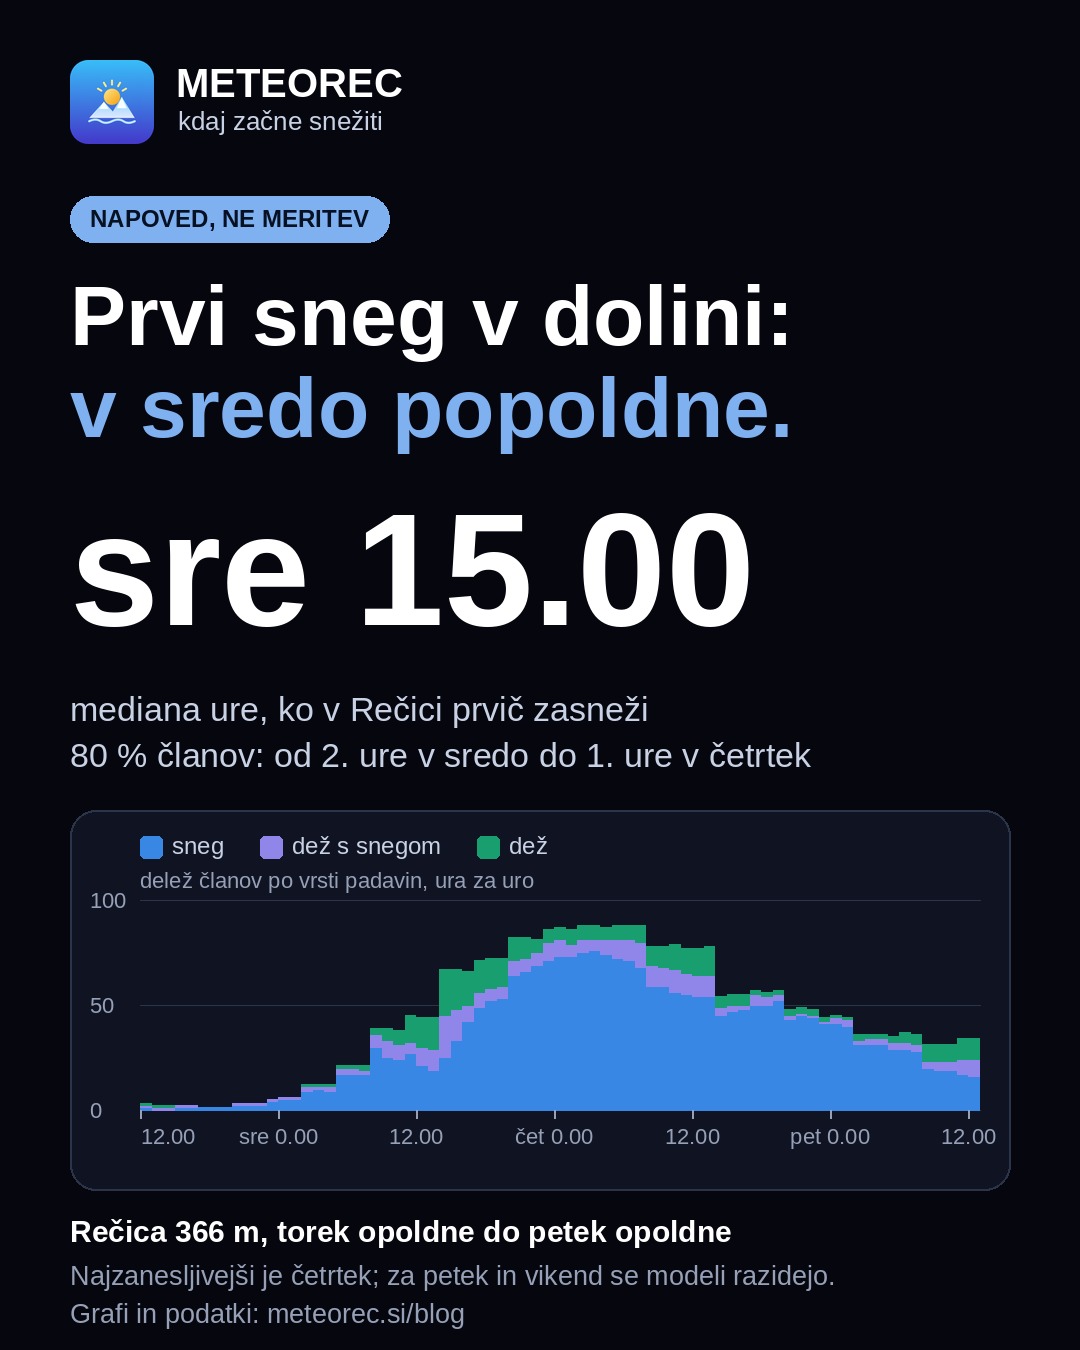 METEOREC
kdaj začne snežiti
NAPOVED, NE MERITEV
Prvi sneg v dolini:
v sredo popoldne.
sre 15.00
mediana ure, ko v Rečici prvič zasneži
80 % članov: od 2. ure v sredo do 1. ure v četrtek
sneg dež s snegom dež
delež članov po vrsti padavin, ura za uro
100
50
0
12.00 sre 0.00 12.00 čet 0.00 12.00 pet 0.00 12.00
Rečica 366 m, torek opoldne do petek opoldne
Najzanesljivejši je četrtek; za petek in vikend se modeli razidejo.
Grafi in podatki: meteorec.si/blog